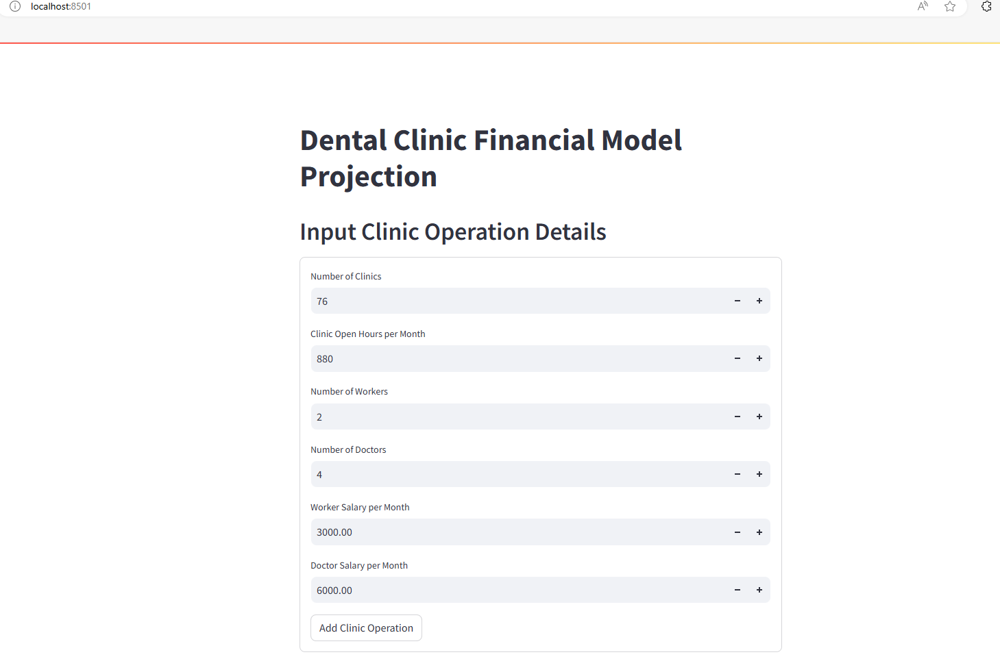 localhost:8501
Dental Clinic Financial Model
Projection
Input Clinic Operation Details
Number of Clinics
76
Clinic Open Hours per Month
880
Number of Workers
2
Number of Doctors
4
Worker Salary per Month
3000.00
Doctor Salary per Month
6000.00
Add Clinic Operation